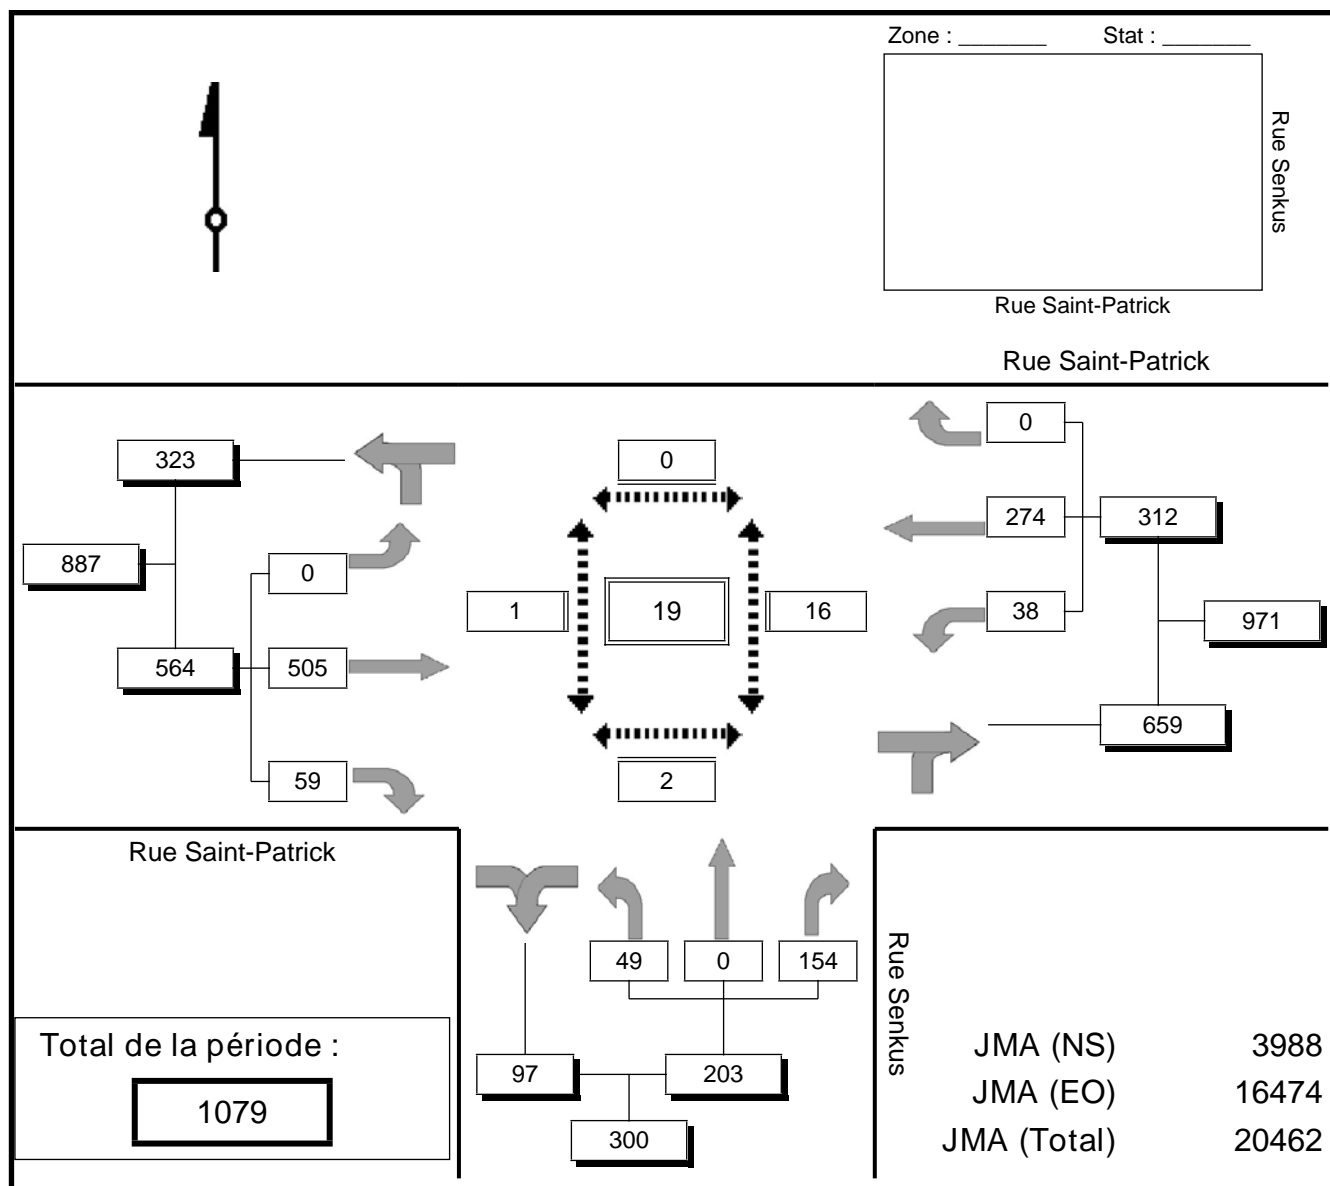 Zone : _______ Stat : _______
Rue Senkus
Rue Saint-Patrick
Rue Saint-Patrick
323
0
0
274
312
887
0
1
19
16
38
971
564
505
659
59
2
Rue Saint-Patrick
49
0
154
Rue Senkus
Total de la période :
1079
97
203
300
JMA (NS) 3988
JMA (EO) 16474
JMA (Total) 20462